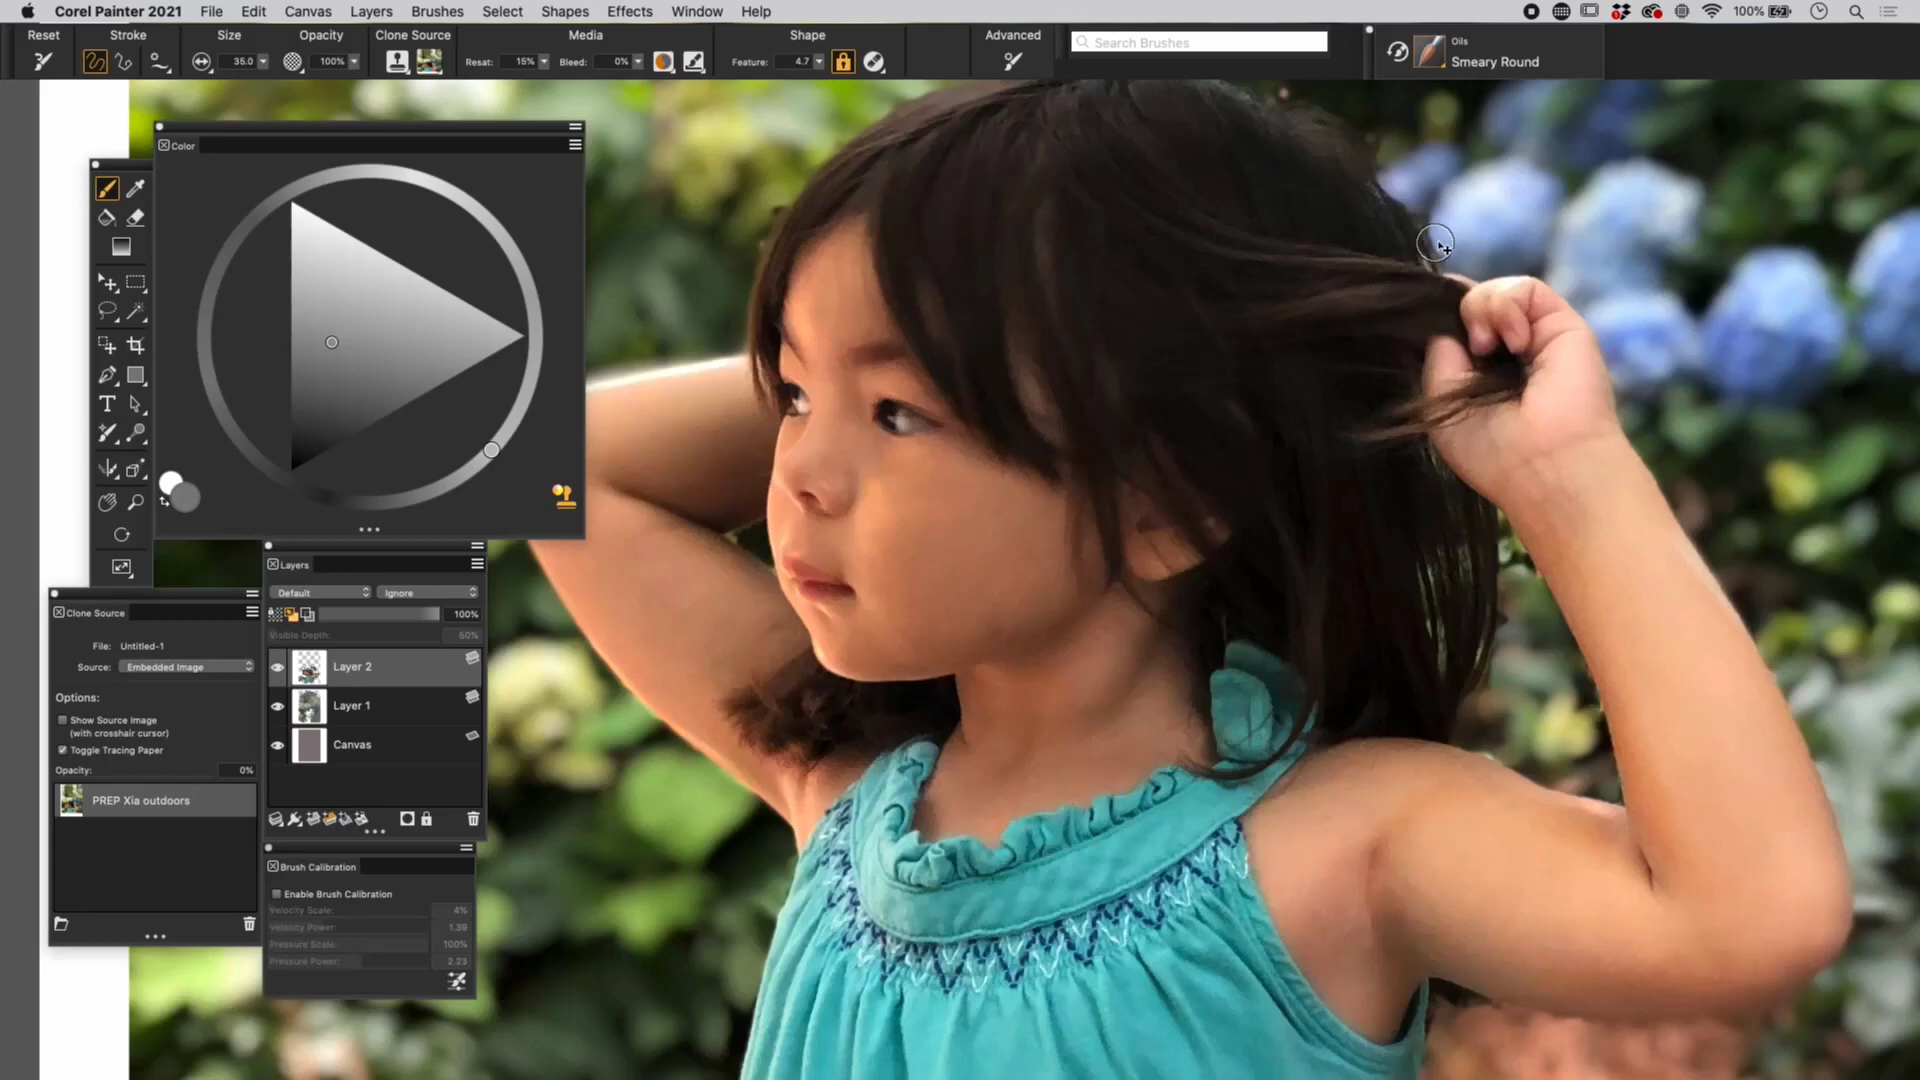 Corel Painter 2021 File Edit Canvas Layers Brushes Select Shapes Effects Window Help 100%
Reset Stroke Size Opacity Clone Source Media Shape Advanced
Search Brushes
Oils
Smeary Round
35.0 100% Resat: 15% Bleed: 0% Feature: 4.7
Color
T
Layers
Default Ignore
100%
Visible Depth: 50%
Layer 2
Layer 1
Canvas
Clone Source
File: Untitled-1
Source: Embedded Image
Options:
Show Source Image
(with crosshair cursor)
Toggle Tracing Paper
Opacity: 0%
PREP Xia outdoors
Brush Calibration
Enable Brush Calibration
Velocity Scale: 4%
Velocity Power: 1.39
Pressure Scale: 100%
Pressure Power: 2.23